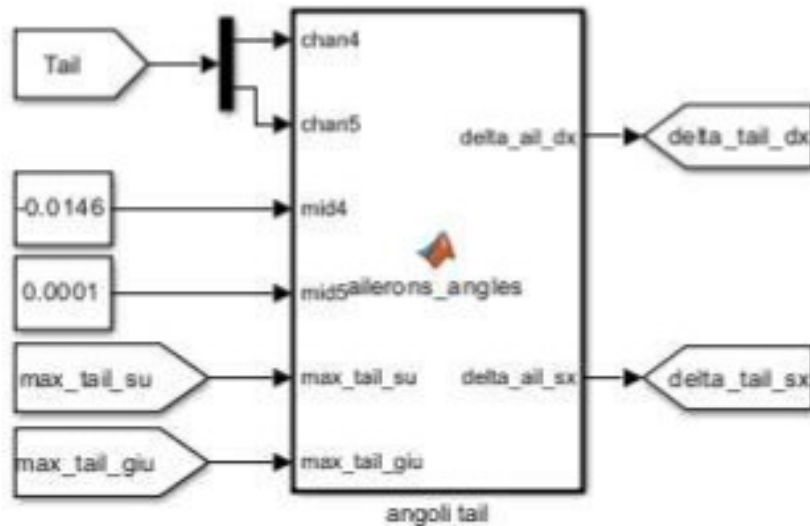 Tail
chan4
chan5
delta_ail_dx
delta_tail_dx
-0.0146
mid4
0.0001
mid5
ailerons_angles
max_tail_su
max_tail_su
delta_ail_sx
delta_tail_sx
max_tail_giu
max_tail_giu
angoli tail